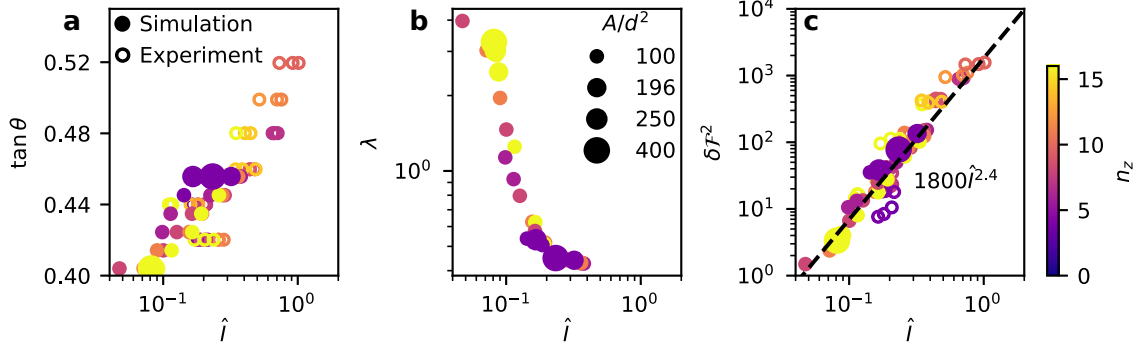 a
Simulation
Experiment
tan θ
0.52
0.48
0.44
0.40
10⁻¹
10⁰
Î
b
A/d²
100
196
250
400
λ
10⁰
10⁻¹
10⁰
Î
c
δℱ²
10⁴
10³
10²
10¹
10⁰
1800Î^2.4
10⁻¹
10⁰
Î
15
10
5
0
n_z